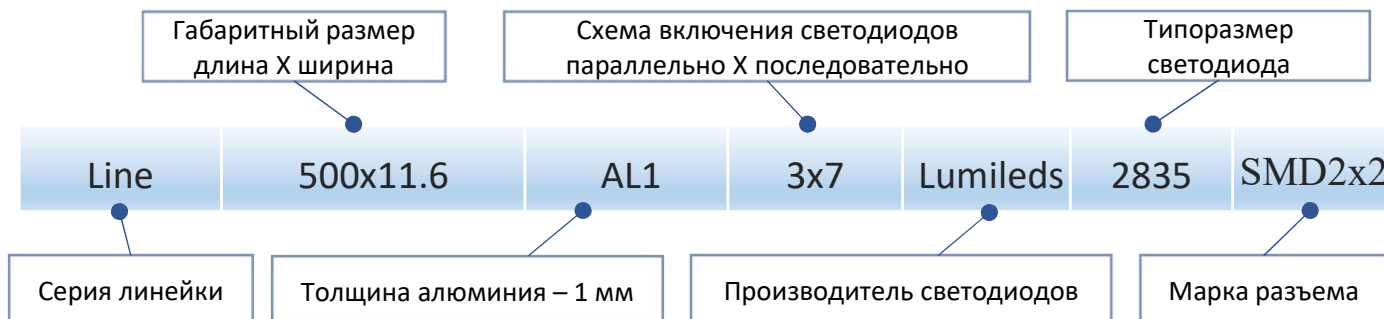 Габаритный размер
длина X ширина
Схема включения светодиодов
параллельно X последовательно
Типоразмер
светодиода
Line 500x11.6 AL1 3x7 Lumileds 2835 SMD2x2
Серия линейки
Толщина алюминия – 1 мм
Производитель светодиодов
Марка разъема